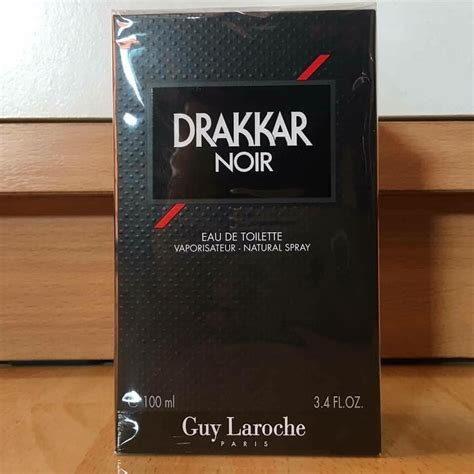 DRAKKAR
NOIR
EAU DE TOILETTE
VAPORISATEUR - NATURAL SPRAY
℮ 100 ml 3.4 FL.OZ.
Guy Laroche
PARIS